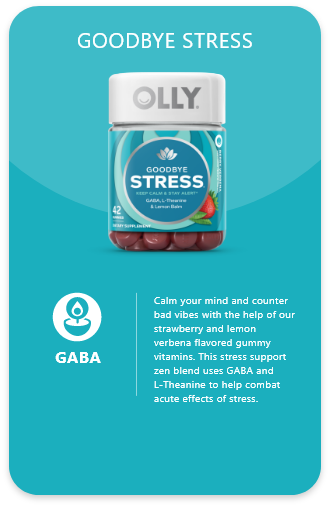 GOODBYE STRESS
OLLY.
GOODBYE
STRESS
KEEP CALM & STAY ALERT
GABA, L-Theanine
& Lemon Balm
42
DIETARY SUPPLEMENT
Calm your mind and counter
bad vibes with the help of our
strawberry and lemon
verbena flavored gummy
vitamins. This stress support
zen blend uses GABA and
L-Theanine to help combat
acute effects of stress.
GABA